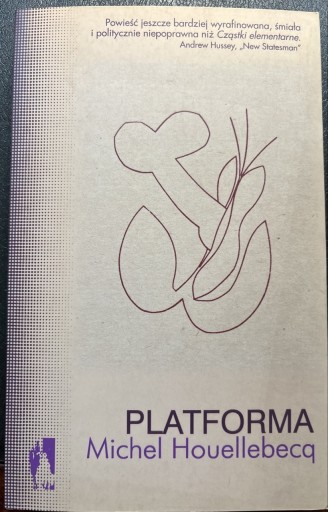 Powieść jeszcze bardziej wyrafinowana, śmiała
i politycznie niepoprawna niż Cząstki elementarne.
Andrew Hussey, „New Statesman”
PLATFORMA
Michel Houellebecq